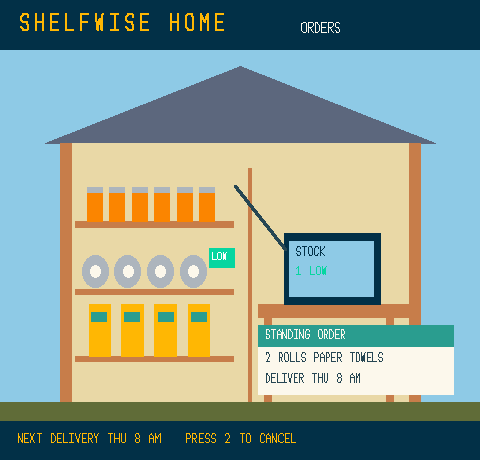 SHELFWISE HOME
ORDERS
LOW
STOCK
1 LOW
STANDING ORDER
2 ROLLS PAPER TOWELS
DELIVER THU 8 AM
NEXT DELIVERY THU 8 AM PRESS 2 TO CANCEL